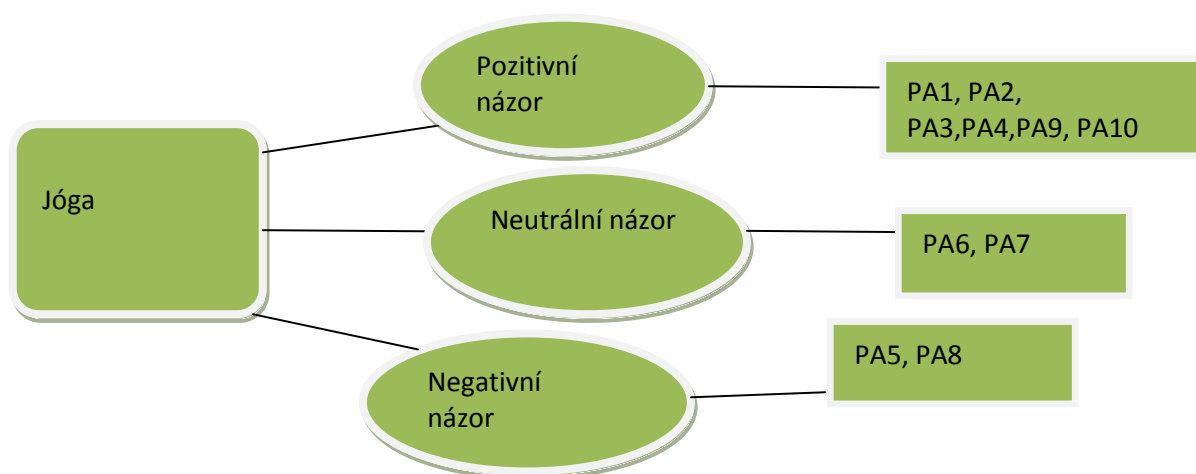 Jóga
Pozitivní
názor
PA1, PA2,
PA3,PA4,PA9, PA10
Neutrální názor
PA6, PA7
Negativní
názor
PA5, PA8